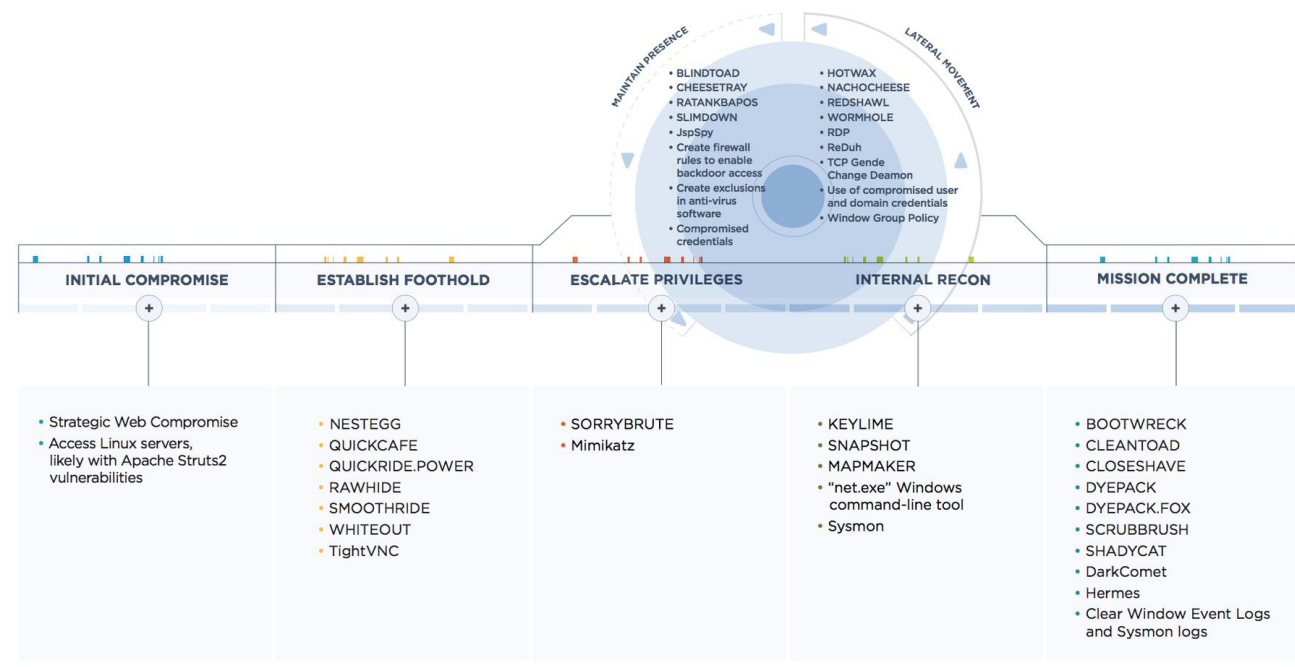 MAINTAIN PRESENCE
• BLINDTOAD
• CHEESETRAY
• RATANKBAPOS
• SLIMDOWN
• JspSpy
• Create firewall
rules to enable
backdoor access
• Create exclusions
in anti-virus
software
• Compromised
credentials
LATERAL MOVEMENT
• HOTWAX
• NACHOCHEESE
• REDSHAWL
• WORMHOLE
• RDP
• ReDuh
• TCP Gende
Change Deamon
• Use of compromised user
and domain credentials
• Window Group Policy
INITIAL COMPROMISE
ESTABLISH FOOTHOLD
ESCALATE PRIVILEGES
INTERNAL RECON
MISSION COMPLETE
• Strategic Web Compromise
• Access Linux servers,
likely with Apache Struts2
vulnerabilities
• NESTEGG
• QUICKCAFE
• QUICKRIDE.POWER
• RAWHIDE
• SMOOTHRIDE
• WHITEOUT
• TightVNC
• SORRYBRUTE
• Mimikatz
• KEYLIME
• SNAPSHOT
• MAPMAKER
• “net.exe” Windows
command-line tool
• Sysmon
• BOOTWRECK
• CLEANTOAD
• CLOSESHAVE
• DYEPACK
• DYEPACK.FOX
• SCRUBBRUSH
• SHADYCAT
• DarkComet
• Hermes
• Clear Window Event Logs
and Sysmon logs